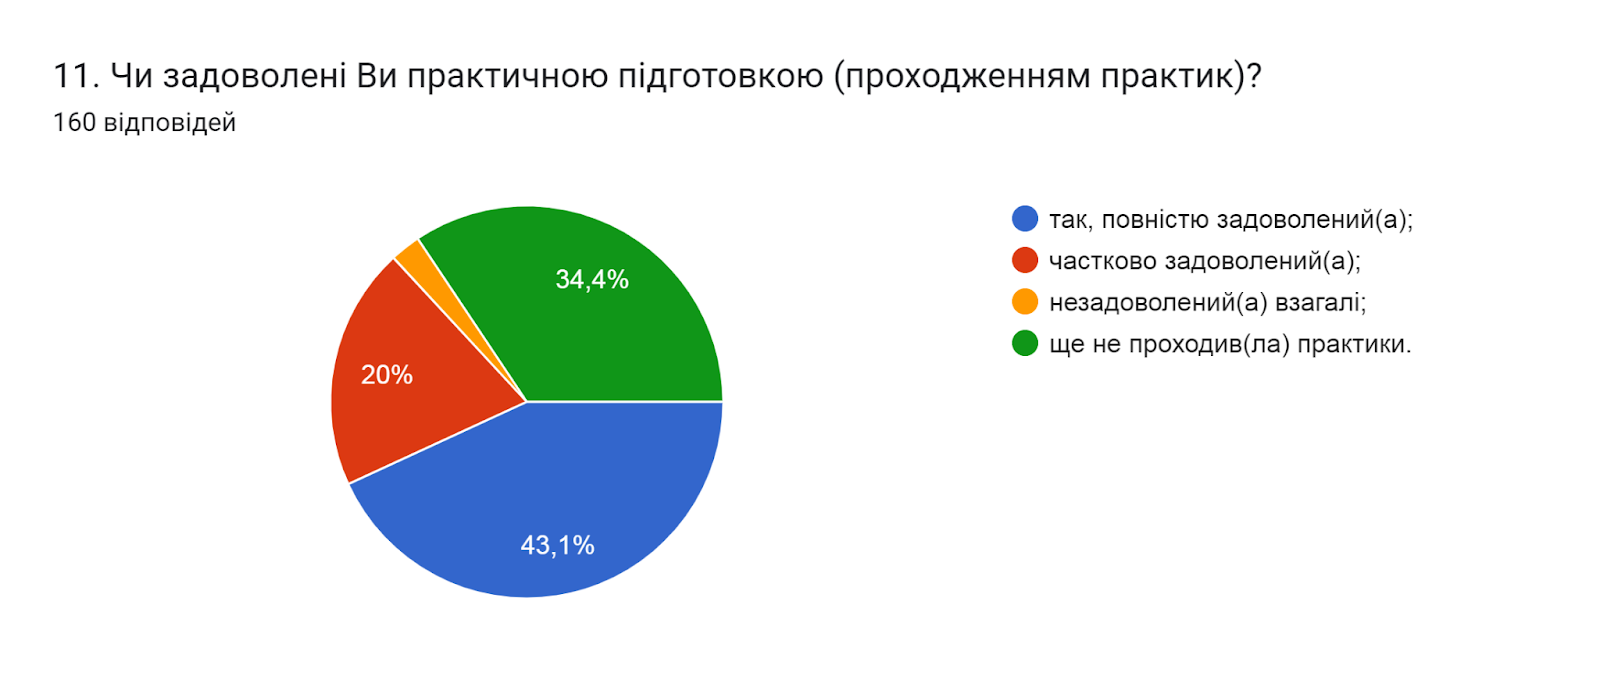 11. Чи задоволені Ви практичною підготовкою (проходженням практик)?
160 відповідей
34,4%
20%
43,1%
так, повністю задоволений(а);
частково задоволений(а);
незадоволений(а) взагалі;
ще не проходив(ла) практики.